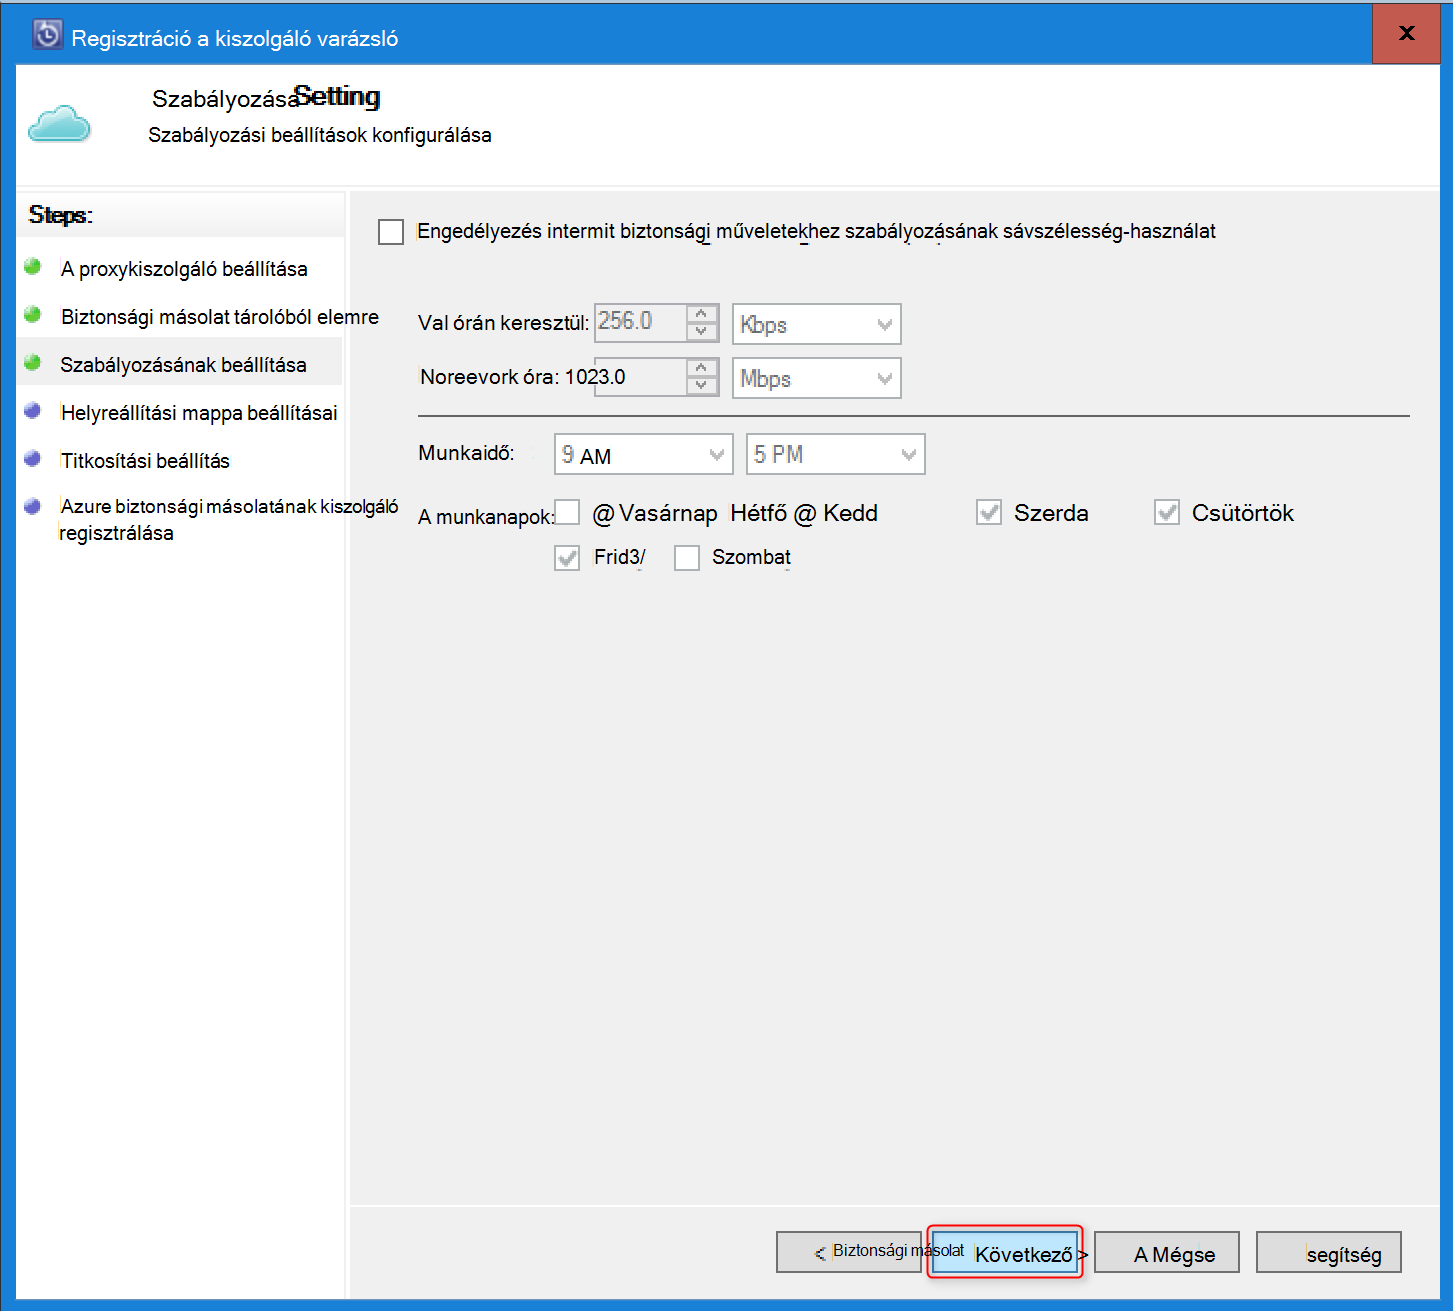 Regisztráció a kiszolgáló varázsló
x
Szabályozása Setting
Szabályozási beállítások konfigurálása
Steps:
A proxykiszolgáló beállítása
Biztonsági másolat tárolóból elemre
Szabályozásának beállítása
Helyreállítási mappa beállításai
Titkosítási beállítás
Azure biztonsági másolatának kiszolgáló
regisztrálása
Engedélyezés intermit biztonsági műveletekhez szabályozásának sávszélesség-használat
Val órán keresztül: 256.0 Kbps
Noreevork óra: 1023.0 Mbps
Munkaidő: 9 AM 5 PM
A munkanapok: @ Vasárnap Hétfő @ Kedd Szerda Csütörtök
Frid3/ Szombat
< Biztonsági másolat Következő > A Mégse segítség